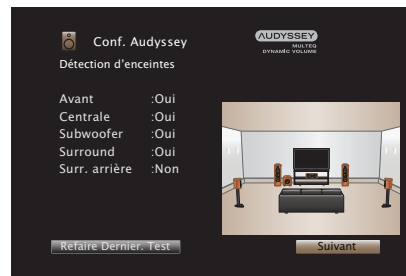 Conf. Audyssey
AUDYSSEY
MULTEQ
DYNAMIC VOLUME
Détection d'enceintes
Avant :Oui
Centrale :Oui
Subwoofer :Oui
Surround :Oui
Surr. arrière :Non
Refaire Dernier. Test
Suivant